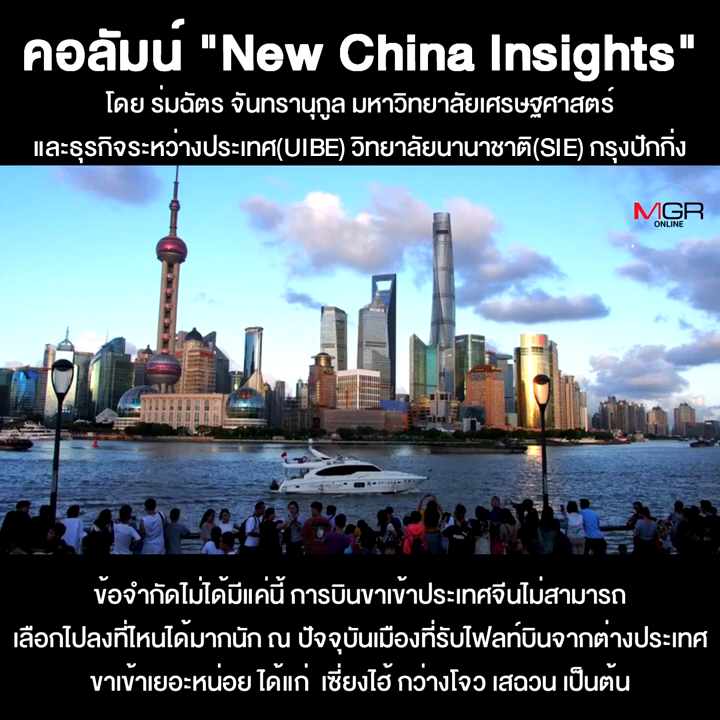 คอลัมน์ "New China Insights"
โดย ร่มฉัตร จันทรานุกูล มหาวิทยาลัยเศรษฐศาสตร์
และธุรกิจระหว่างประเทศ(UIBE) วิทยาลัยนานาชาติ(SIE) กรุงปักกิ่ง
MGR
ONLINE
ข้อจำกัดไม่ได้มีแค่นี้ การบินขาเข้าประเทศจีนไม่สามารถ
เลือกไปลงที่ไหนได้มากนัก ณ ปัจจุบันเมืองที่รับไฟลท์บินจากต่างประเทศ
ขาเข้าเยอะหน่อย ได้แก่ เซี่ยงไฮ้ กว่างโจว เสฉวน เป็นต้น